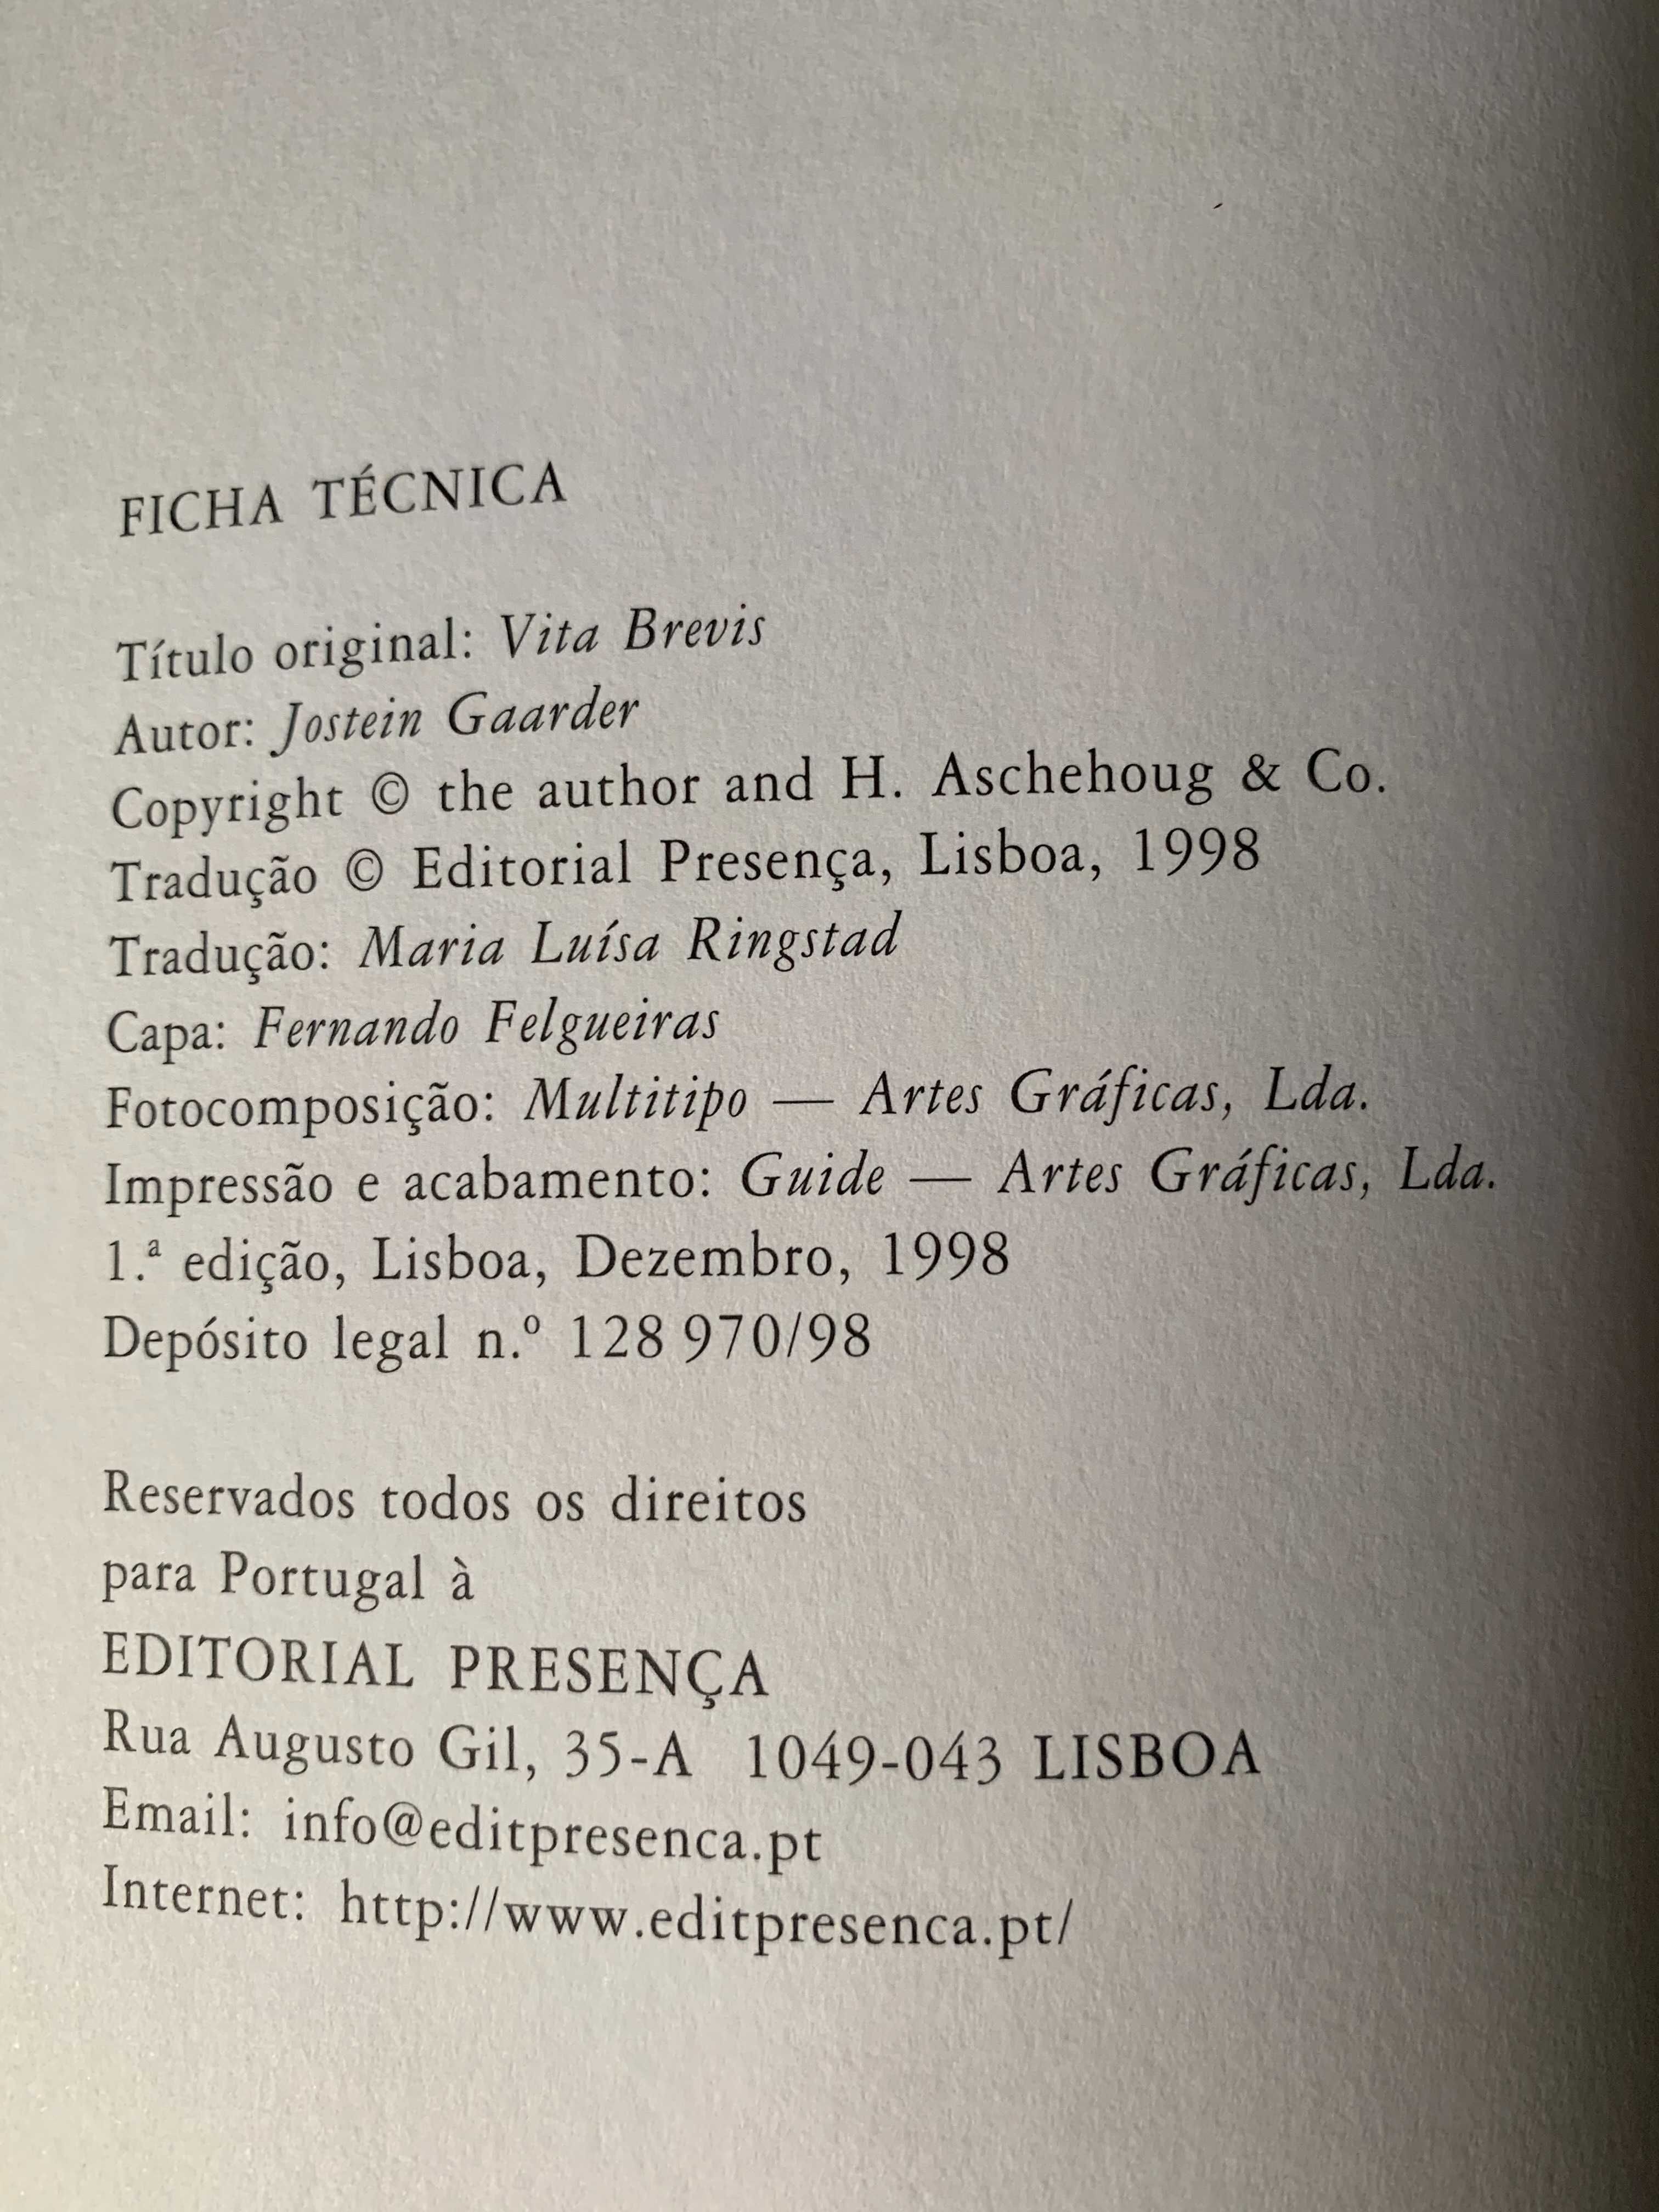 FICHA TÉCNICA
Título original: Vita Brevis
Autor: Jostein Gaarder
Copyright © the author and H. Aschehoug & Co.
Tradução © Editorial Presença, Lisboa, 1998
Tradução: Maria Luísa Ringstad
Capa: Fernando Felgueiras
Fotocomposição: Multitipo — Artes Gráficas, Lda.
Impressão e acabamento: Guide — Artes Gráficas, Lda.
1.ª edição, Lisboa, Dezembro, 1998
Depósito legal n.º 128 970/98
Reservados todos os direitos
para Portugal à
EDITORIAL PRESENÇA
Rua Augusto Gil, 35-A 1049-043 LISBOA
Email: info@editpresenca.pt
Internet: http://www.editpresenca.pt/